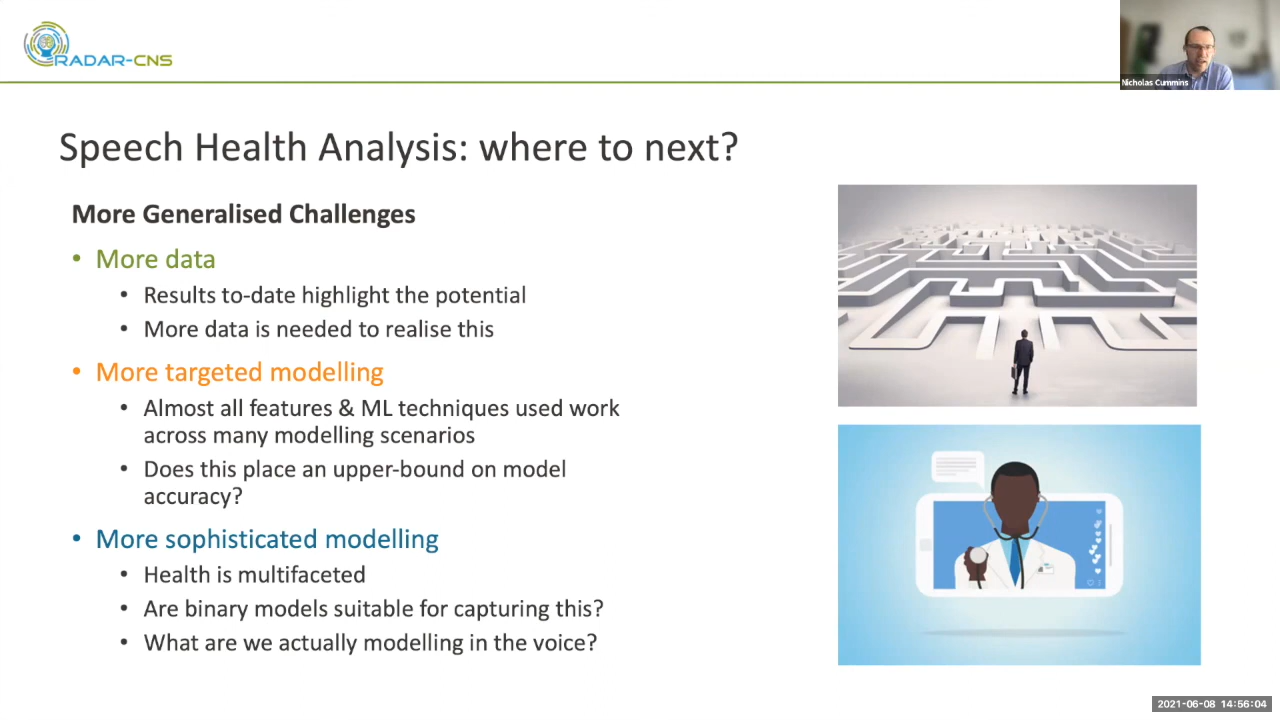 RADAR-CNS
Nicholas Cummins
Speech Health Analysis: where to next?
More Generalised Challenges
• More data
• Results to-date highlight the potential
• More data is needed to realise this
• More targeted modelling
• Almost all features & ML techniques used work
across many modelling scenarios
• Does this place an upper-bound on model
accuracy?
• More sophisticated modelling
• Health is multifaceted
• Are binary models suitable for capturing this?
• What are we actually modelling in the voice?
2021-06-08 14:56:04